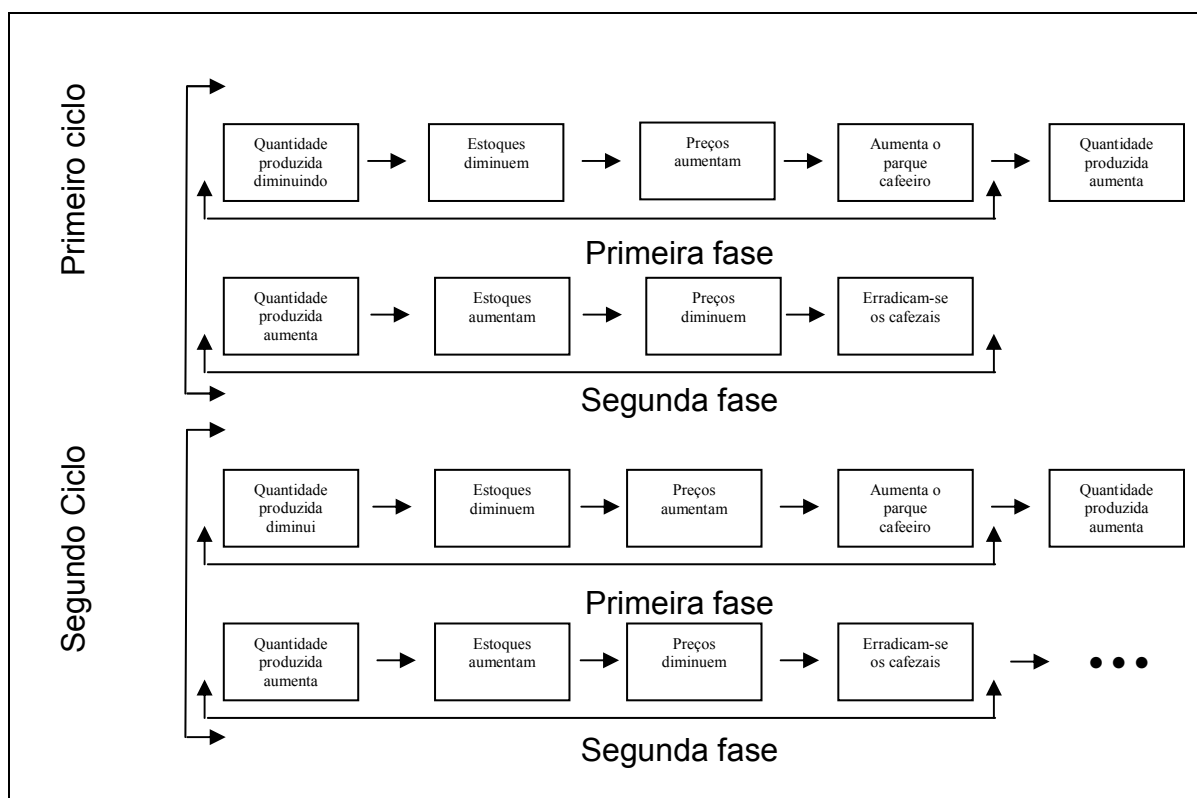 Primeiro ciclo
Quantidade
produzida
diminuindo
Estoques
diminuem
Preços
aumentam
Aumenta o
parque
cafeeiro
Quantidade
produzida
aumenta
Primeira fase
Quantidade
produzida
aumenta
Estoques
aumentam
Preços
diminuem
Erradicam-se
os cafezais
Segunda fase
Segundo Ciclo
Quantidade
produzida
diminui
Estoques
diminuem
Preços
aumentam
Aumenta o
parque
cafeeiro
Quantidade
produzida
aumenta
Primeira fase
Quantidade
produzida
aumenta
Estoques
aumentam
Preços
diminuem
Erradicam-se
os cafezais
Segunda fase